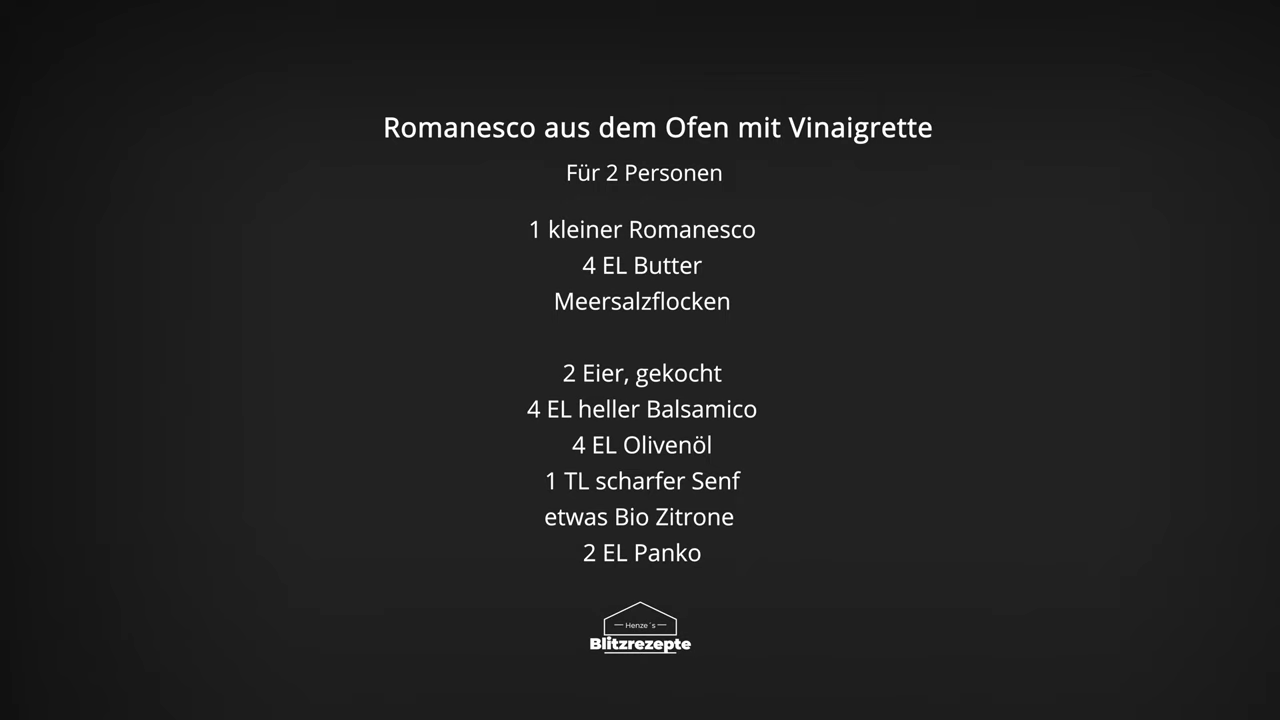 Romanesco aus dem Ofen mit Vinaigrette
Für 2 Personen
1 kleiner Romanesco
4 EL Butter
Meersalzflocken
2 Eier, gekocht
4 EL heller Balsamico
4 EL Olivenöl
1 TL scharfer Senf
etwas Bio Zitrone
2 EL Panko
Henze´s
Blitzrezepte